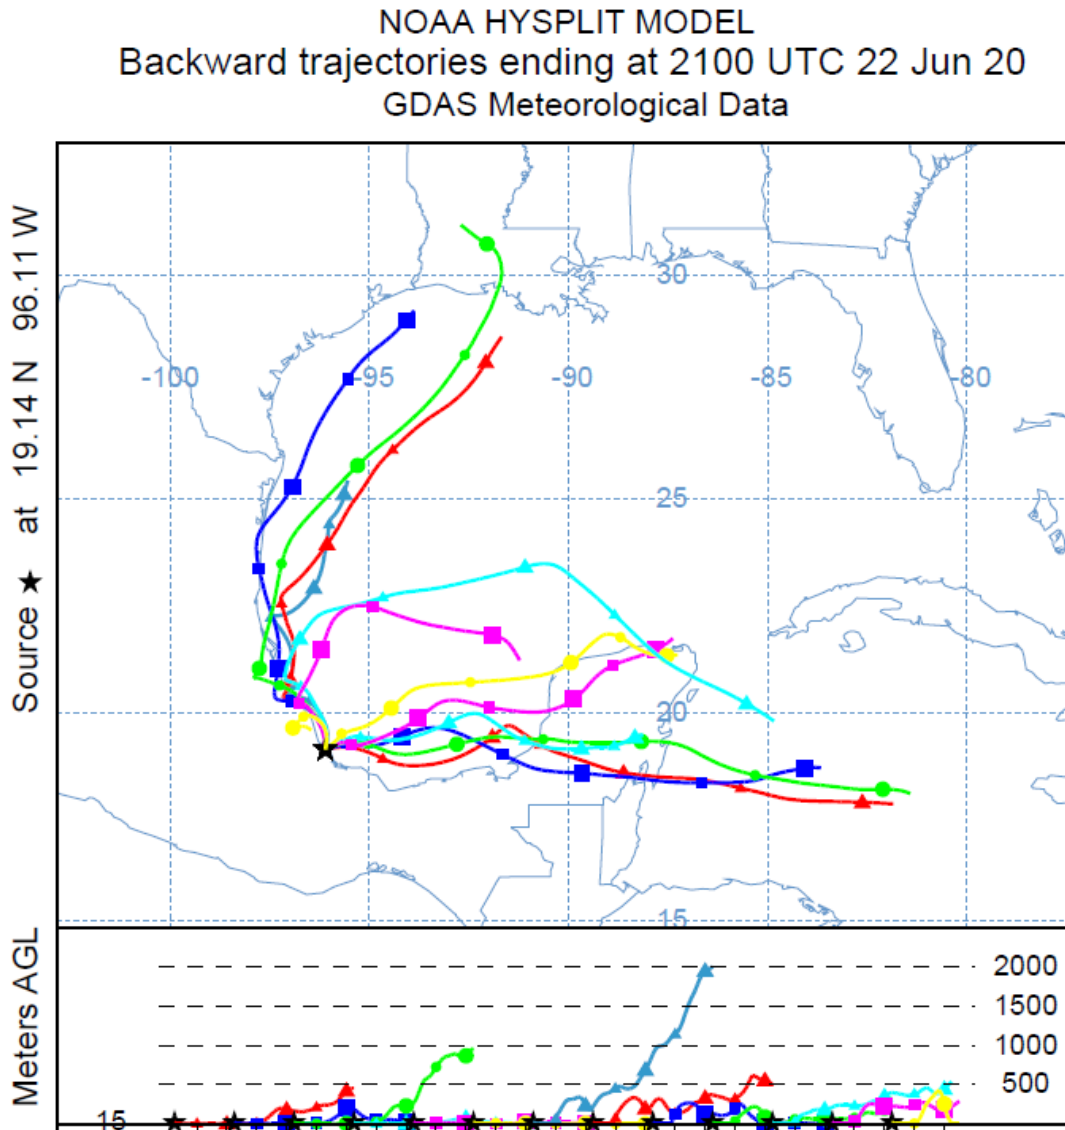 NOAA HYSPLIT MODEL
Backward trajectories ending at 2100 UTC 22 Jun 20
GDAS Meteorological Data
Source ★ at 19.14 N 96.11 W
30
-100 -95 -90 -85 -80
25
20
15
Meters AGL
2000
1500
1000
500
15